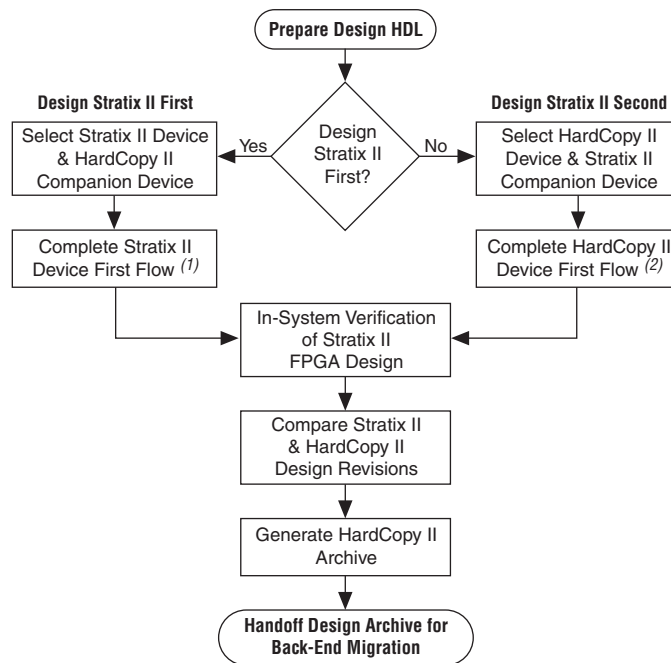 Prepare Design HDL
Design Stratix II First
Design Stratix II Second
Select Stratix II Device
& HardCopy II
Companion Device
Yes
Design
Stratix II
First?
No
Select HardCopy II
Device & Stratix II
Companion Device
Complete Stratix II
Device First Flow (1)
Complete HardCopy II
Device First Flow (2)
In-System Verification
of Stratix II
FPGA Design
Compare Stratix II
& HardCopy II
Design Revisions
Generate HardCopy II
Archive
Handoff Design Archive for
Back-End Migration